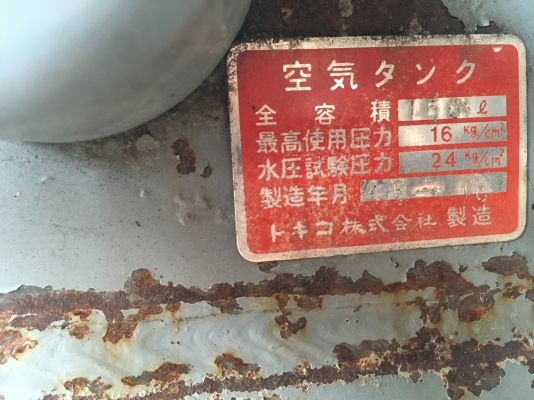 空気タンク
全容積 ℓ
最高使用圧力 16 Kg/cm²
水圧試験圧力 24 Kg/cm²
製造年月
トキコ株式会社 製造